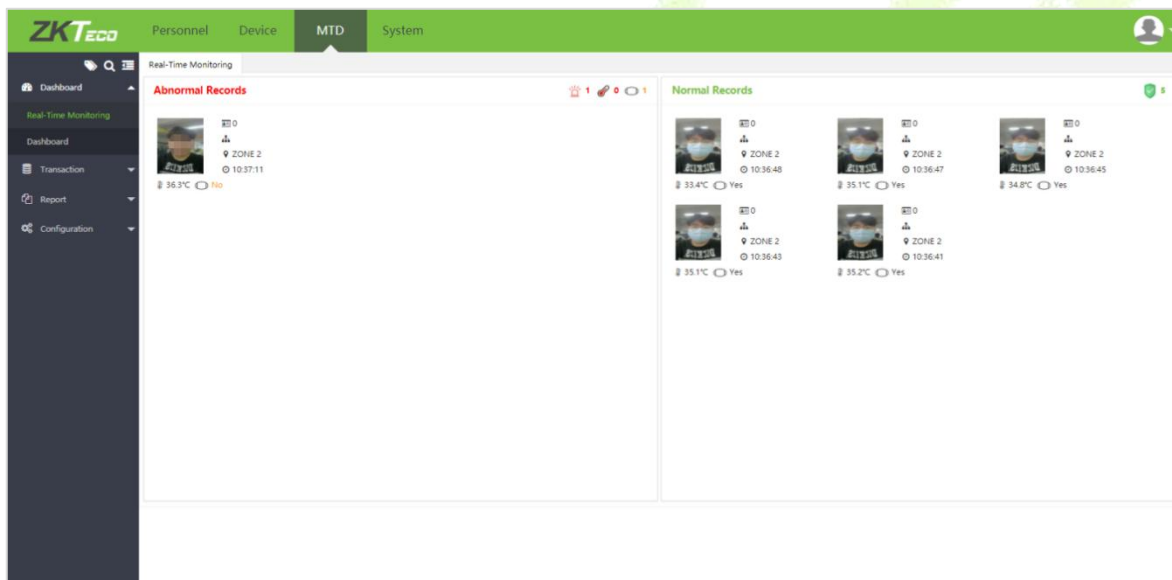 ZKTECO
Personnel Device MTD System
Real-Time Monitoring
Dashboard
Real-Time Monitoring
Dashboard
Transaction
Report
Configuration
Abnormal Records 1 0 1
0
ZONE 2
10:37:11
36.3°C No
Normal Records 5
0
ZONE 2
10:36:48
33.4°C Yes
0
ZONE 2
10:36:47
35.1°C Yes
0
ZONE 2
10:36:45
34.8°C Yes
0
ZONE 2
10:36:43
35.1°C Yes
0
ZONE 2
10:36:41
35.2°C Yes